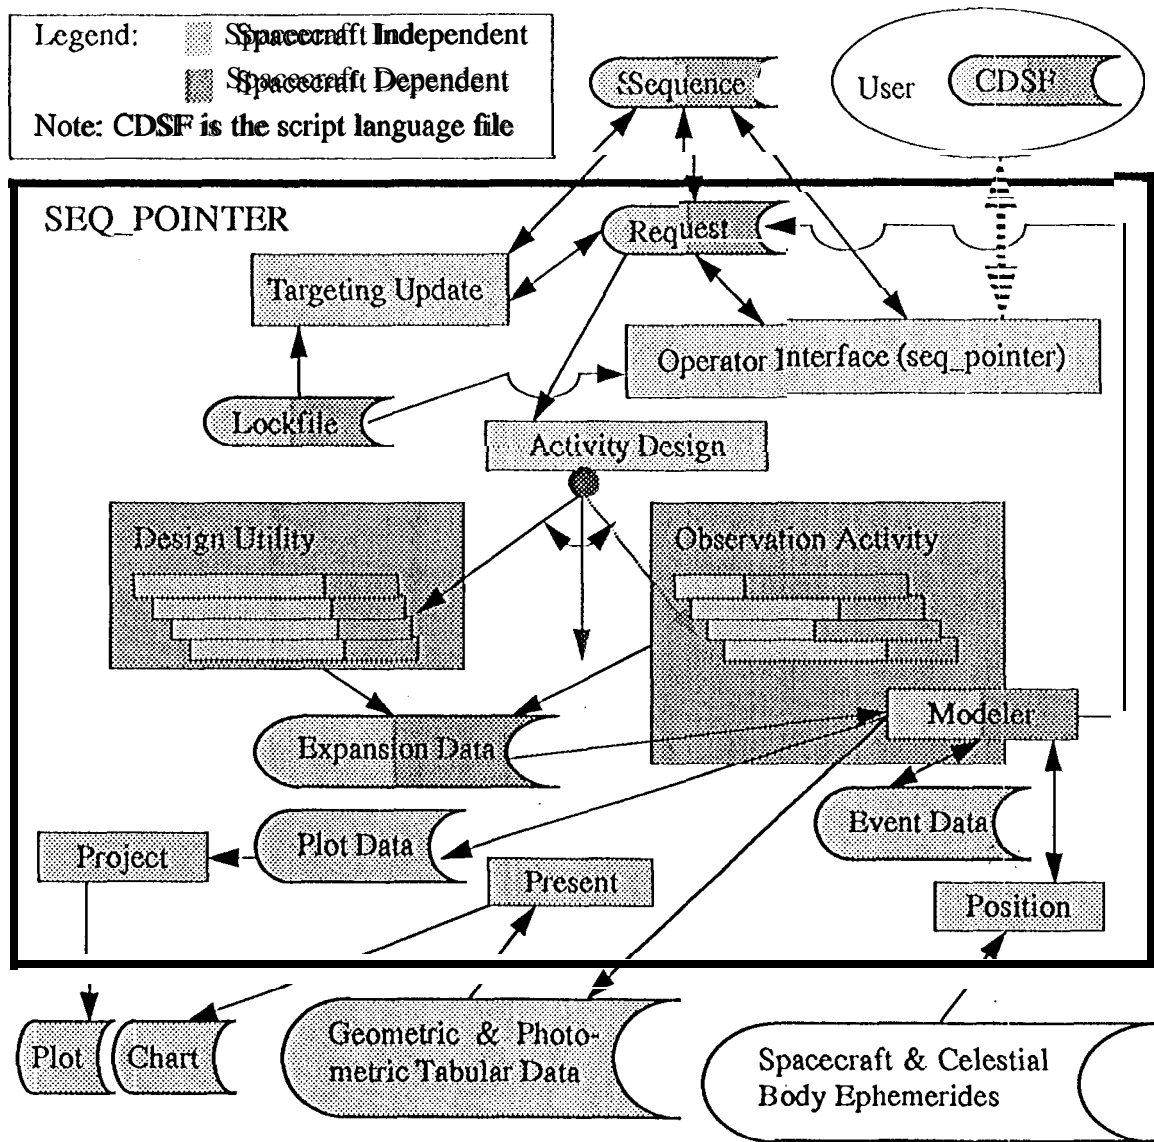 Legend:
Spacecraft Independent
Spacecraft Dependent
Note: CDSF is the script language file
Sequence
User
CDSF
SEQ_POINTER
Request
Targeting Update
Operator Interface (seq_pointer)
Lockfile
Activity Design
Design Utility
Observation Activity
Modeler
Expansion Data
Event Data
Plot Data
Project
Present
Position
Plot
Chart
Geometric & Photo-
metric Tabular Data
Spacecraft & Celestial
Body Ephemerides